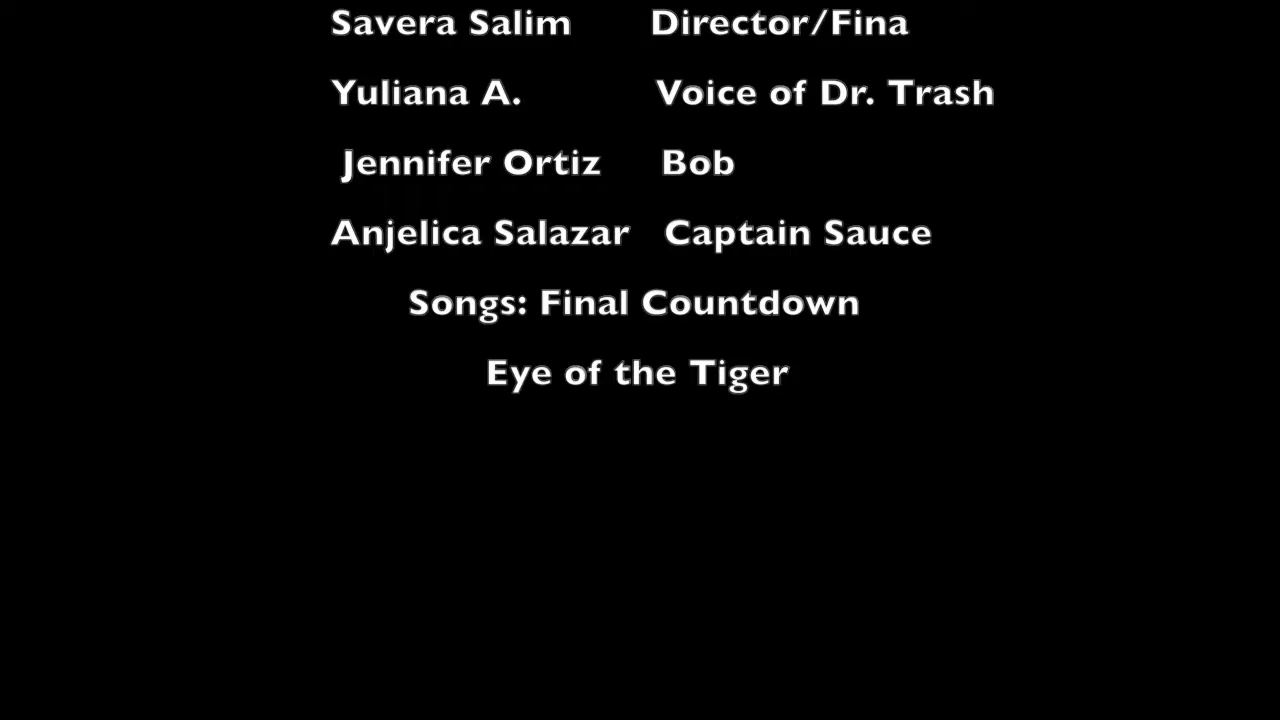 Savera Salim Director/Fina
Yuliana A. Voice of Dr. Trash
Jennifer Ortiz Bob
Anjelica Salazar Captain Sauce
Songs: Final Countdown
Eye of the Tiger